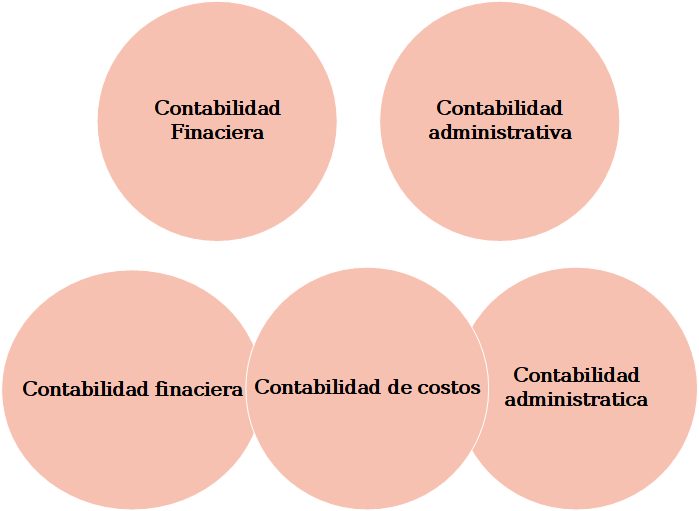 Contabilidad
Finaciera
Contabilidad
administrativa
Contabilidad finaciera
Contabilidad de costos
Contabilidad
administratica